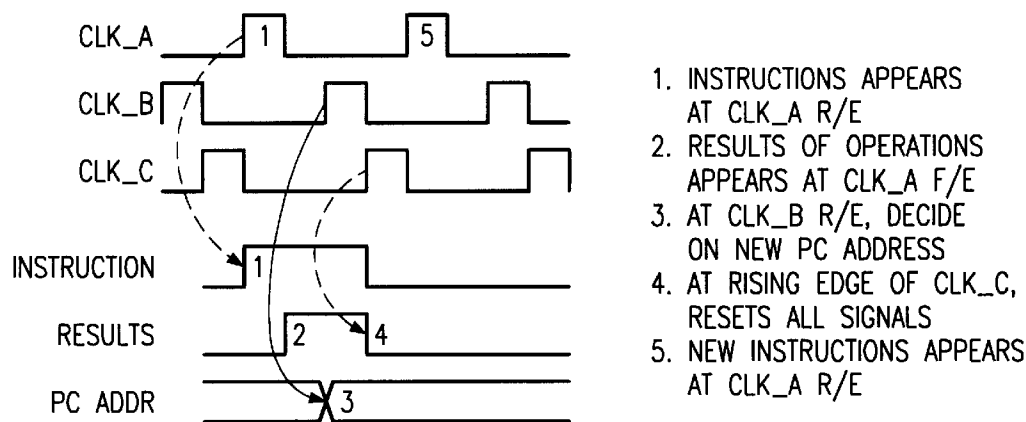 CLK_A
1
5
CLK_B
CLK_C
INSTRUCTION
1
RESULTS
2
4
PC ADDR
3
1. INSTRUCTIONS APPEARS
AT CLK_A R/E
2. RESULTS OF OPERATIONS
APPEARS AT CLK_A F/E
3. AT CLK_B R/E, DECIDE
ON NEW PC ADDRESS
4. AT RISING EDGE OF CLK_C,
RESETS ALL SIGNALS
5. NEW INSTRUCTIONS APPEARS
AT CLK_A R/E